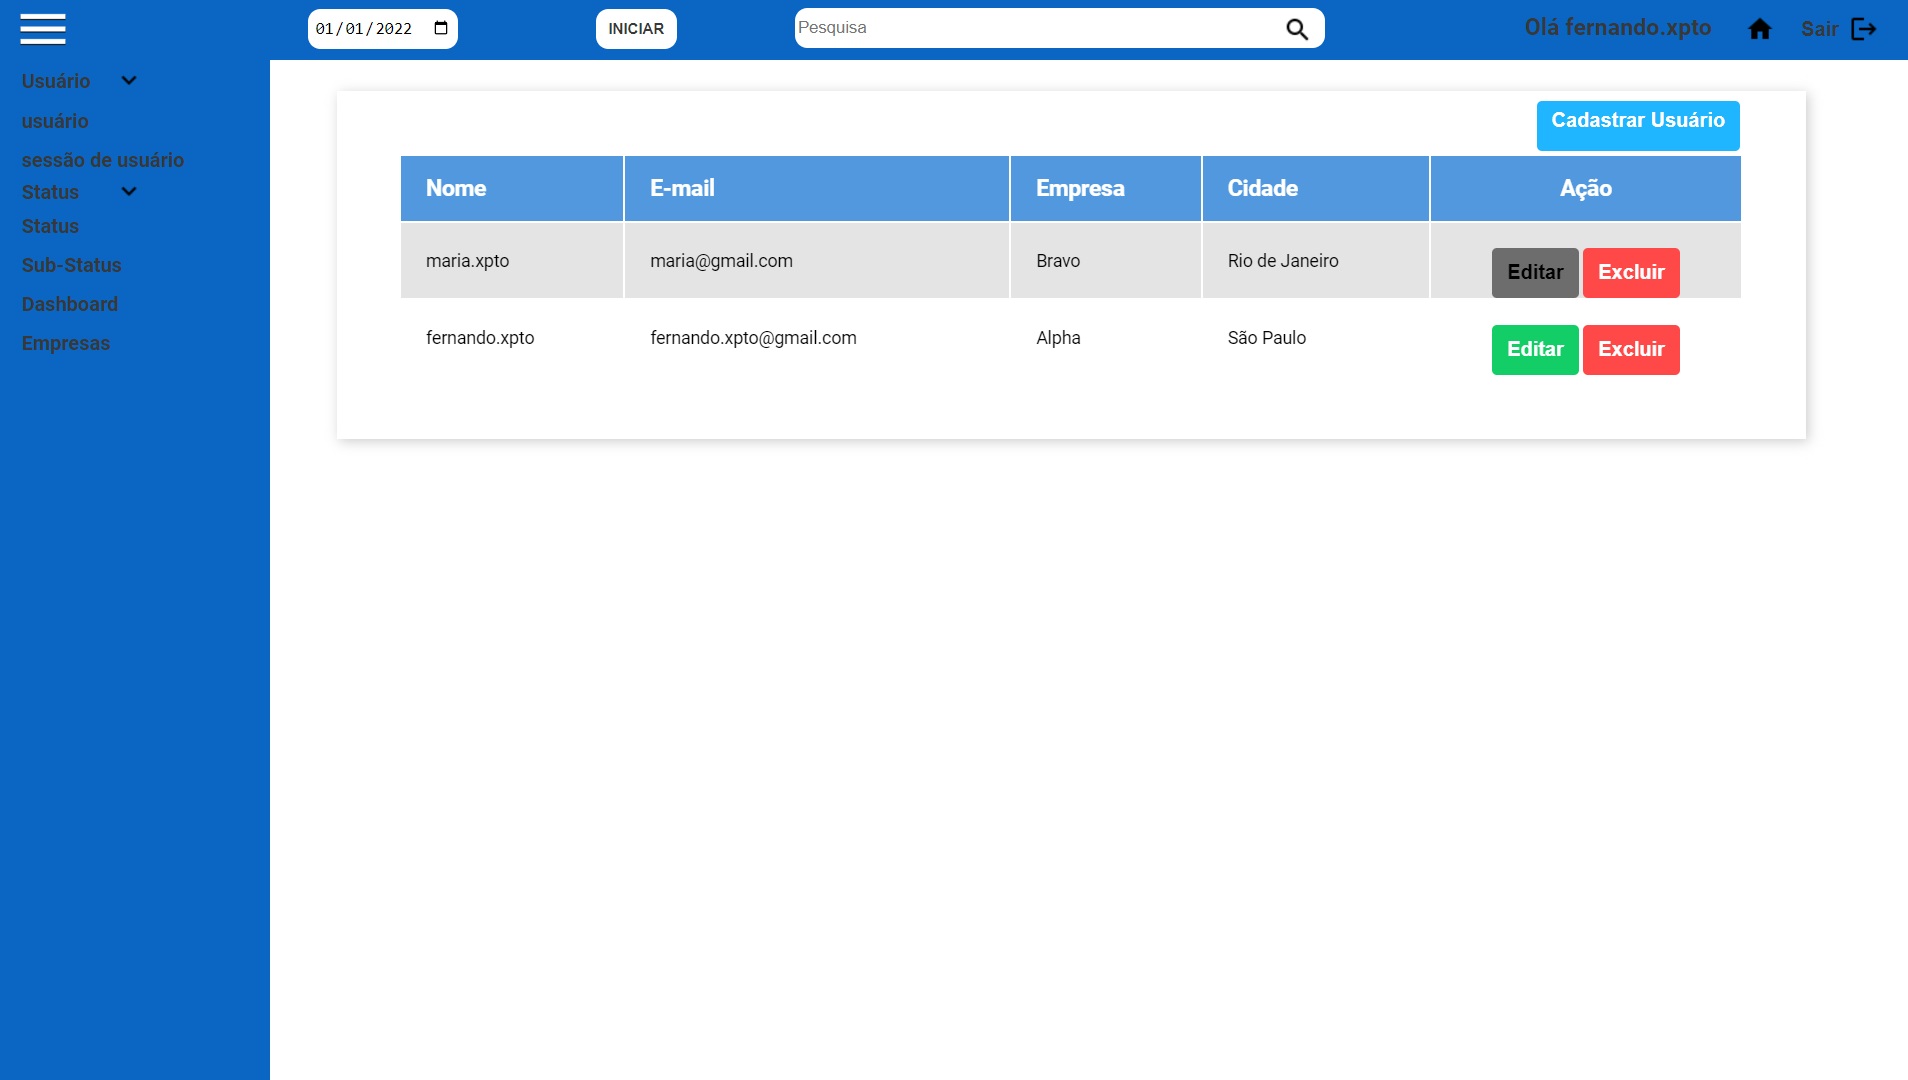 01/01/2022 INICIAR Pesquisa Olá fernando.xpto Sair
Usuário
usuário
sessão de usuário
Status
Status
Sub-Status
Dashboard
Empresas
Cadastrar Usuário
Nome E-mail Empresa Cidade Ação
maria.xpto maria@gmail.com Bravo Rio de Janeiro Editar Excluir
fernando.xpto fernando.xpto@gmail.com Alpha São Paulo Editar Excluir